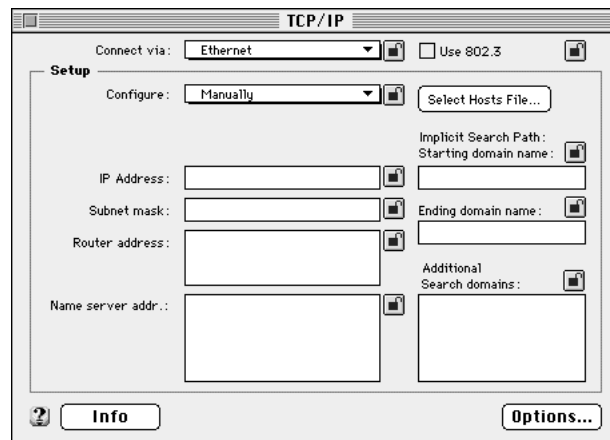 TCP/IP
Connect via: Ethernet Use 802.3
Setup
Configure: Manually Select Hosts File...
Implicit Search Path:
Starting domain name:
IP Address:
Subnet mask: Ending domain name:
Router address:
Additional
Search domains:
Name server addr.:
? Info Options...